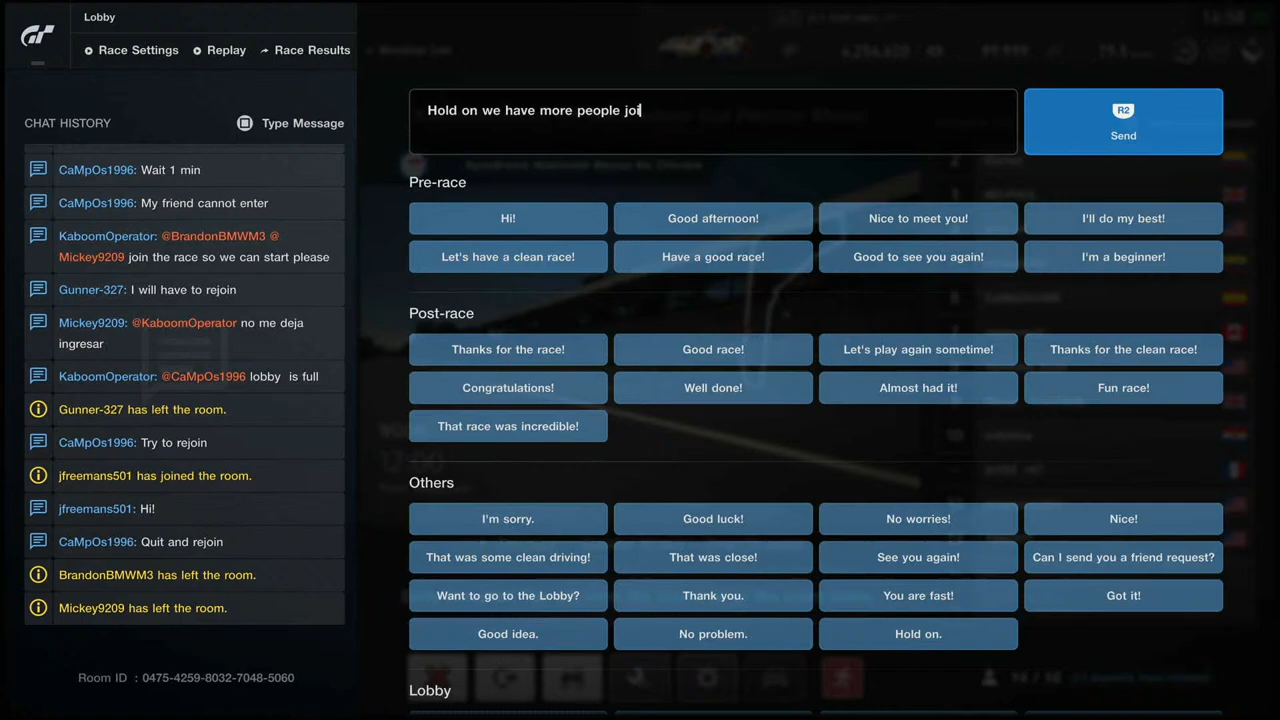 Lobby
Race Settings
Replay
Race Results
CHAT HISTORY
Type Message
CaMpOs1996: Wait 1 min
CaMpOs1996: My friend cannot enter
KaboomOperator: @BrandonBMWM3 @
Mickey9209 join the race so we can start please
Gunner-327: I will have to rejoin
Mickey9209: @KaboomOperator no me deja
ingresar
KaboomOperator: @CaMpOs1996 lobby is full
Gunner-327 has left the room.
CaMpOs1996: Try to rejoin
jfreemans501 has joined the room.
jfreemans501: Hi!
CaMpOs1996: Quit and rejoin
BrandonBMWM3 has left the room.
Mickey9209 has left the room.
Room ID : 0475-4259-8032-7048-5060
Hold on we have more people joi
R2
Send
Pre-race
Hi!
Good afternoon!
Nice to meet you!
I'll do my best!
Let's have a clean race!
Have a good race!
Good to see you again!
I'm a beginner!
Post-race
Thanks for the race!
Good race!
Let's play again sometime!
Thanks for the clean race!
Congratulations!
Well done!
Almost had it!
Fun race!
That race was incredible!
Others
I'm sorry.
Good luck!
No worries!
Nice!
That was some clean driving!
That was close!
See you again!
Can I send you a friend request?
Want to go to the Lobby?
Thank you.
You are fast!
Got it!
Good idea.
No problem.
Hold on.
Lobby